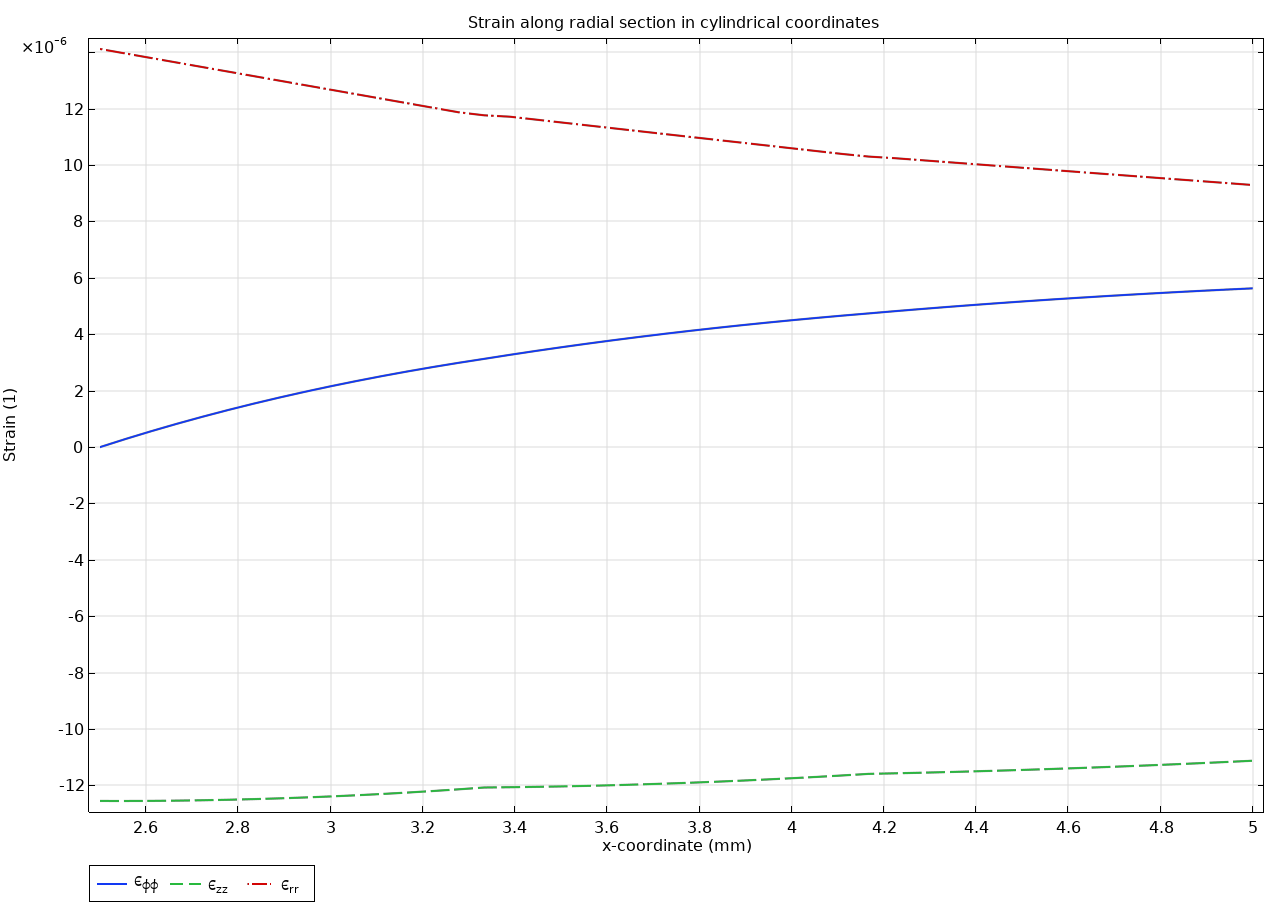 Strain along radial section in cylindrical coordinates
×10⁻⁶
12
10
8
6
4
2
0
-2
-4
-6
-8
-10
-12
Strain (1)
2.6 2.8 3 3.2 3.4 3.6 3.8 4 4.2 4.4 4.6 4.8 5
x-coordinate (mm)
ϵϕϕ ϵzz ϵrr